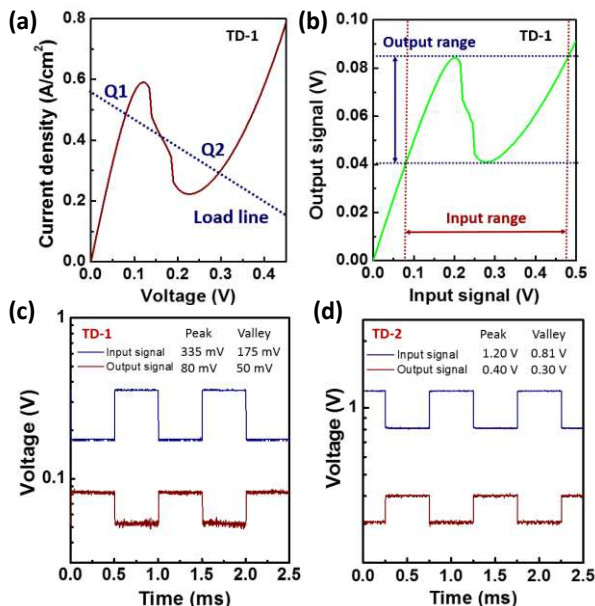 (a)
TD-1
Q1
Q2
Load line
0.8
0.6
0.4
0.2
0.0
Current density (A/cm²)
0.0 0.2 0.4
Voltage (V)
(b)
TD-1
Output range
Input range
0.10
0.08
0.06
0.04
0.02
0.00
Output signal (V)
0.0 0.1 0.2 0.3 0.4 0.5
Input signal (V)
(c)
TD-1 Peak Valley
Input signal 335 mV 175 mV
Output signal 80 mV 50 mV
1
0.1
Voltage (V)
0.0 0.5 1.0 1.5 2.0 2.5
Time (ms)
(d)
TD-2 Peak Valley
Input signal 1.20 V 0.81 V
Output signal 0.40 V 0.30 V
1
Voltage (V)
0.0 0.5 1.0 1.5 2.0 2.5
Time (ms)